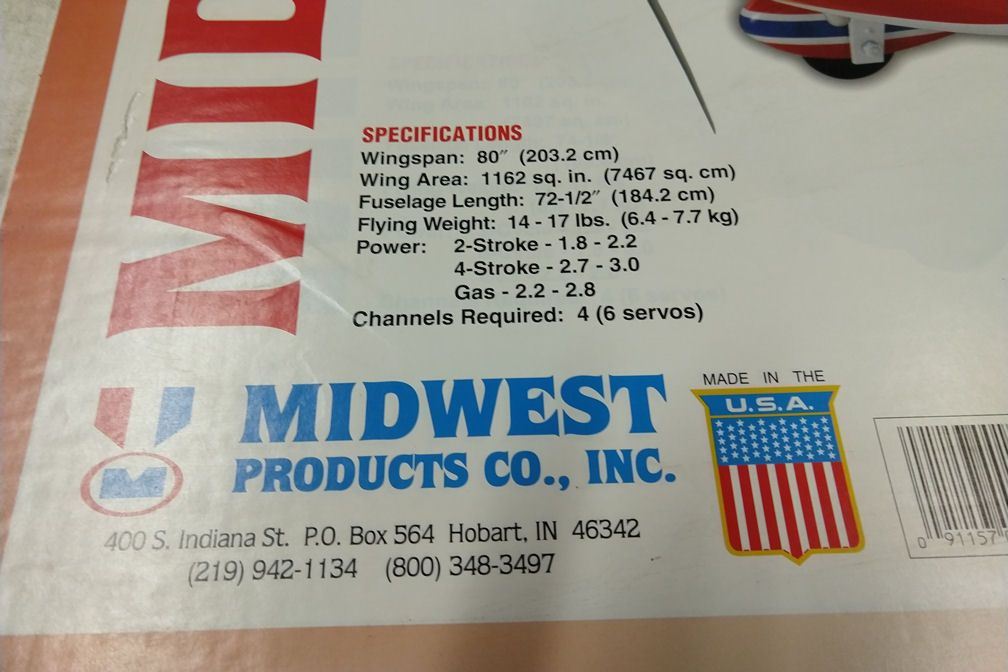 MID
SPECIFICATIONS
Wingspan: 80″ (203.2 cm)
Wing Area: 1162 sq. in. (7467 sq. cm)
Fuselage Length: 72-1/2″ (184.2 cm)
Flying Weight: 14 - 17 lbs. (6.4 - 7.7 kg)
Power: 2-Stroke - 1.8 - 2.2
4-Stroke - 2.7 - 3.0
Gas - 2.2 - 2.8
Channels Required: 4 (6 servos)
M
MIDWEST
PRODUCTS CO., INC.
400 S. Indiana St. P.O. Box 564 Hobart, IN 46342
(219) 942-1134 (800) 348-3497
MADE IN THE
U.S.A.
0 91157